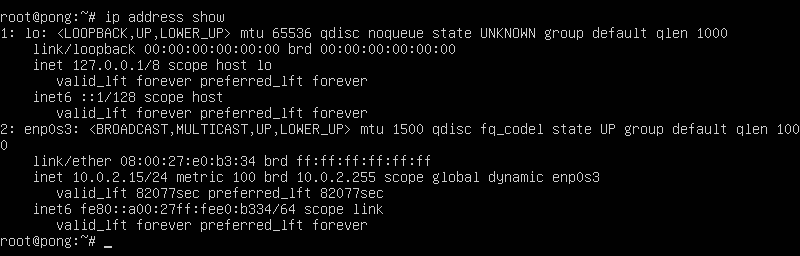 root@pong:~# ip address show
1: lo: <LOOPBACK,UP,LOWER_UP> mtu 65536 qdisc noqueue state UNKNOWN group default qlen 1000
    link/loopback 00:00:00:00:00:00 brd 00:00:00:00:00:00
    inet 127.0.0.1/8 scope host lo
       valid_lft forever preferred_lft forever
    inet6 ::1/128 scope host
       valid_lft forever preferred_lft forever
2: enp0s3: <BROADCAST,MULTICAST,UP,LOWER_UP> mtu 1500 qdisc fq_codel state UP group default qlen 100
0
    link/ether 08:00:27:e0:b3:34 brd ff:ff:ff:ff:ff:ff
    inet 10.0.2.15/24 metric 100 brd 10.0.2.255 scope global dynamic enp0s3
       valid_lft 82077sec preferred_lft 82077sec
    inet6 fe80::a00:27ff:fee0:b334/64 scope link
       valid_lft forever preferred_lft forever
root@pong:~# _